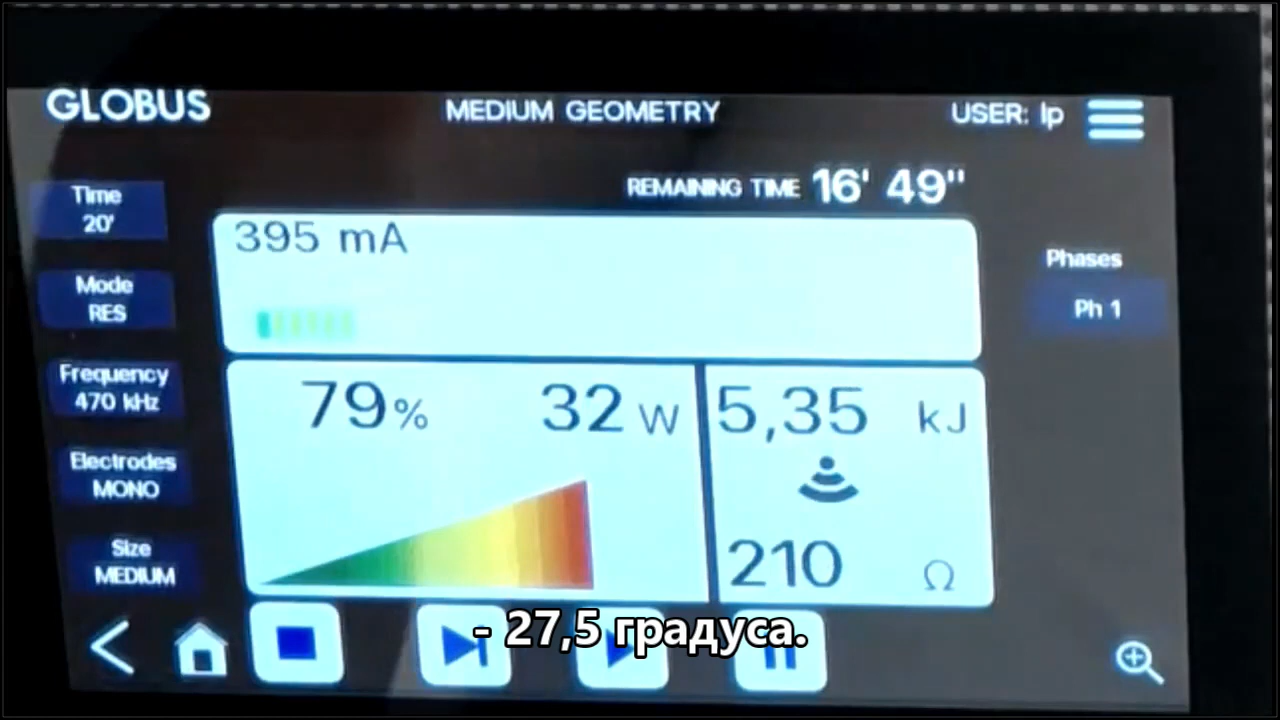 GLOBUS
MEDIUM GEOMETRY
USER: lp
REMAINING TIME 16' 49"
Time
20'
395 mA
Phases
Ph 1
Mode
RES
Frequency
470 kHz
79% 32 W
5,35 kJ
Electrodes
MONO
Size
MEDIUM
210 Ω
- 27,5 градуса.